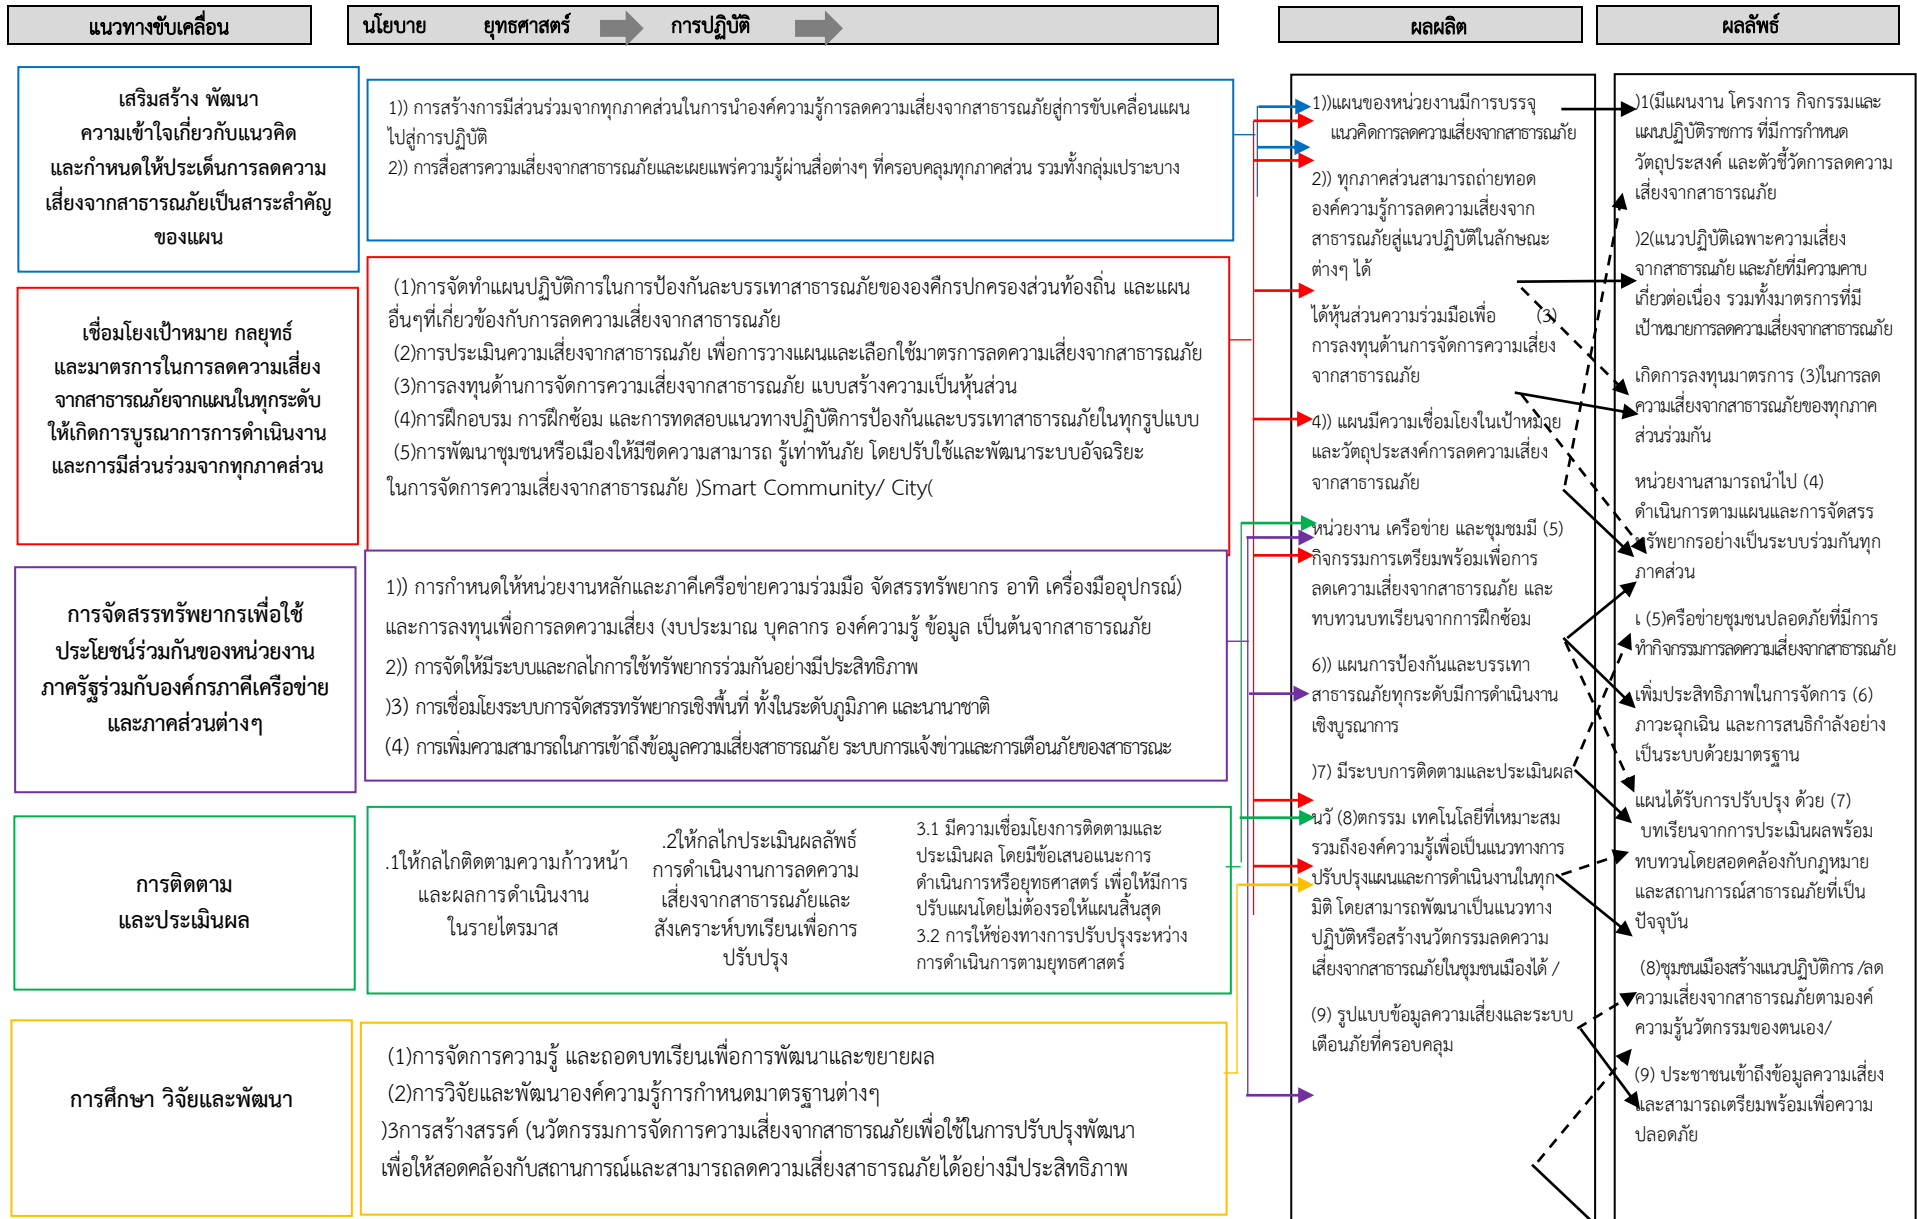 แนวทางขับเคลื่อน
นโยบาย ยุทธศาสตร์ การปฏิบัติ
ผลผลิต
ผลลัพธ์
เสริมสร้าง พัฒนา
ความเข้าใจเกี่ยวกับแนวคิด
และกำหนดให้ประเด็นการลดความ
เสี่ยงจากสาธารณภัยเป็นสาระสำคัญ
ของแผน
1)) การสร้างการมีส่วนร่วมจากทุกภาคส่วนในการนำองค์ความรู้การลดความเสี่ยงจากสาธารณภัยสู่การขับเคลื่อนแผน
ไปสู่การปฏิบัติ
2)) การสื่อสารความเสี่ยงจากสาธารณภัยและเผยแพร่ความรู้ผ่านสื่อต่างๆ ที่ครอบคลุมทุกภาคส่วน รวมทั้งกลุ่มเปราะบาง
เชื่อมโยงเป้าหมาย กลยุทธ์
และมาตรการในการลดความเสี่ยง
จากสาธารณภัยจากแผนในทุกระดับ
ให้เกิดการบูรณาการการดำเนินงาน
และการมีส่วนร่วมจากทุกภาคส่วน
(1)การจัดทำแผนปฏิบัติการในการป้องกันละบรรเทาสาธารณภัยขององค์กรปกครองส่วนท้องถิ่น และแผน
อื่นๆที่เกี่ยวข้องกับการลดความเสี่ยงจากสาธารณภัย
(2)การประเมินความเสี่ยงจากสาธารณภัย เพื่อการวางแผนและเลือกใช้มาตรการลดความเสี่ยงจากสาธารณภัย
(3)การลงทุนด้านการจัดการความเสี่ยงจากสาธารณภัย แบบสร้างความเป็นหุ้นส่วน
(4)การฝึกอบรม การฝึกซ้อม และการทดสอบแนวทางปฏิบัติการป้องกันและบรรเทาสาธารณภัยในทุกรูปแบบ
(5)การพัฒนาชุมชนหรือเมืองให้มีขีดความสามารถ รู้เท่าทันภัย โดยปรับใช้และพัฒนาระบบอัจฉริยะ
ในการจัดการความเสี่ยงจากสาธารณภัย )Smart Community/ City(
การจัดสรรทรัพยากรเพื่อใช้
ประโยชน์ร่วมกันของหน่วยงาน
ภาครัฐร่วมกับองค์กรภาคีเครือข่าย
และภาคส่วนต่างๆ
1)) การกำหนดให้หน่วยงานหลักและภาคีเครือข่ายความร่วมมือ จัดสรรทรัพยากร อาทิ เครื่องมืออุปกรณ์)
และการลงทุนเพื่อการลดความเสี่ยง (งบประมาณ บุคลากร องค์ความรู้ ข้อมูล เป็นต้นจากสาธารณภัย
2)) การจัดให้มีระบบและกลไกการใช้ทรัพยากรร่วมกันอย่างมีประสิทธิภาพ
)3) การเชื่อมโยงระบบการจัดสรรทรัพยากรเชิงพื้นที่ ทั้งในระดับภูมิภาค และนานาชาติ
(4) การเพิ่มความสามารถในการเข้าถึงข้อมูลความเสี่ยงสาธารณภัย ระบบการแจ้งข่าวและการเตือนภัยของสาธารณะ
การติดตาม
และประเมินผล
.1ให้กลไกติดตามความก้าวหน้า
และผลการดำเนินงาน
ในรายไตรมาส
.2ให้กลไกประเมินผลลัพธ์
การดำเนินงานการลดความ
เสี่ยงจากสาธารณภัยและ
สังเคราะห์บทเรียนเพื่อการ
ปรับปรุง
3.1 มีความเชื่อมโยงการติดตามและ
ประเมินผล โดยมีข้อเสนอแนะการ
ดำเนินการหรือยุทธศาสตร์ เพื่อให้มีการ
ปรับแผนโดยไม่ต้องรอให้แผนสิ้นสุด
3.2 การให้ช่องทางการปรับปรุงระหว่าง
การดำเนินการตามยุทธศาสตร์
การศึกษา วิจัยและพัฒนา
(1)การจัดการความรู้ และถอดบทเรียนเพื่อการพัฒนาและขยายผล
(2)การวิจัยและพัฒนาองค์ความรู้การกำหนดมาตรฐานต่างๆ
)3การสร้างสรรค์ (นวัตกรรมการจัดการความเสี่ยงจากสาธารณภัยเพื่อใช้ในการปรับปรุงพัฒนา
เพื่อให้สอดคล้องกับสถานการณ์และสามารถลดความเสี่ยงสาธารณภัยได้อย่างมีประสิทธิภาพ
1))แผนของหน่วยงานมีการบรรจุ
แนวคิดการลดความเสี่ยงจากสาธารณภัย
2)) ทุกภาคส่วนสามารถถ่ายทอด
องค์ความรู้การลดความเสี่ยงจาก
สาธารณภัยสู่แนวปฏิบัติในลักษณะ
ต่างๆ ได้
ได้หุ้นส่วนความร่วมมือเพื่อ (3)
การลงทุนด้านการจัดการความเสี่ยง
จากสาธารณภัย
4)) แผนมีความเชื่อมโยงในเป้าหมาย
และวัตถุประสงค์การลดความเสี่ยง
จากสาธารณภัย
หน่วยงาน เครือข่าย และชุมชนมี (5)
กิจกรรมการเตรียมพร้อมเพื่อการ
ลดเความเสี่ยงจากสาธารณภัย และ
ทบทวนบทเรียนจากการฝึกซ้อม
6)) แผนการป้องกันและบรรเทา
สาธารณภัยทุกระดับมีการดำเนินงาน
เชิงบูรณาการ
)7) มีระบบการติดตามและประเมินผล
นวั (8)ตกรรม เทคโนโลยีที่เหมาะสม
รวมถึงองค์ความรู้เพื่อเป็นแนวทางการ
ปรับปรุงแผนและการดำเนินงานในทุก
มิติ โดยสามารถพัฒนาเป็นแนวทาง
ปฏิบัติหรือสร้างนวัตกรรมลดความ
เสี่ยงจากสาธารณภัยในชุมชนเมืองได้ /
(9) รูปแบบข้อมูลความเสี่ยงและระบบ
เตือนภัยที่ครอบคลุม
)1(มีแผนงาน โครงการ กิจกรรมและ
แผนปฏิบัติราชการ ที่มีการกำหนด
วัตถุประสงค์ และตัวชี้วัดการลดความ
เสี่ยงจากสาธารณภัย
)2(แนวปฏิบัติเฉพาะความเสี่ยง
จากสาธารณภัย และภัยที่มีความคาบ
เกี่ยวต่อเนื่อง รวมทั้งมาตรการที่มี
เป้าหมายการลดความเสี่ยงจากสาธารณภัย
เกิดการลงทุนมาตรการ (3)ในการลด
ความเสี่ยงจากสาธารณภัยของทุกภาค
ส่วนร่วมกัน
หน่วยงานสามารถนำไป (4)
ดำเนินการตามแผนและการจัดสรร
ทรัพยากรอย่างเป็นระบบร่วมกันทุก
ภาคส่วน
เ (5)ครือข่ายชุมชนปลอดภัยที่มีการ
ทำกิจกรรมการลดความเสี่ยงจากสาธารณภัย
เพิ่มประสิทธิภาพในการจัดการ (6)
ภาวะฉุกเฉิน และการสนธิกำลังอย่าง
เป็นระบบด้วยมาตรฐาน
แผนได้รับการปรับปรุง ด้วย (7)
บทเรียนจากการประเมินผลพร้อม
ทบทวนโดยสอดคล้องกับกฎหมาย
และสถานการณ์สาธารณภัยที่เป็น
ปัจจุบัน
(8)ชุมชนเมืองสร้างแนวปฏิบัติการ /ลด
ความเสี่ยงจากสาธารณภัยตามองค์
ความรู้นวัตกรรมของตนเอง/
(9) ประชาชนเข้าถึงข้อมูลความเสี่ยง
และสามารถเตรียมพร้อมเพื่อความ
ปลอดภัย